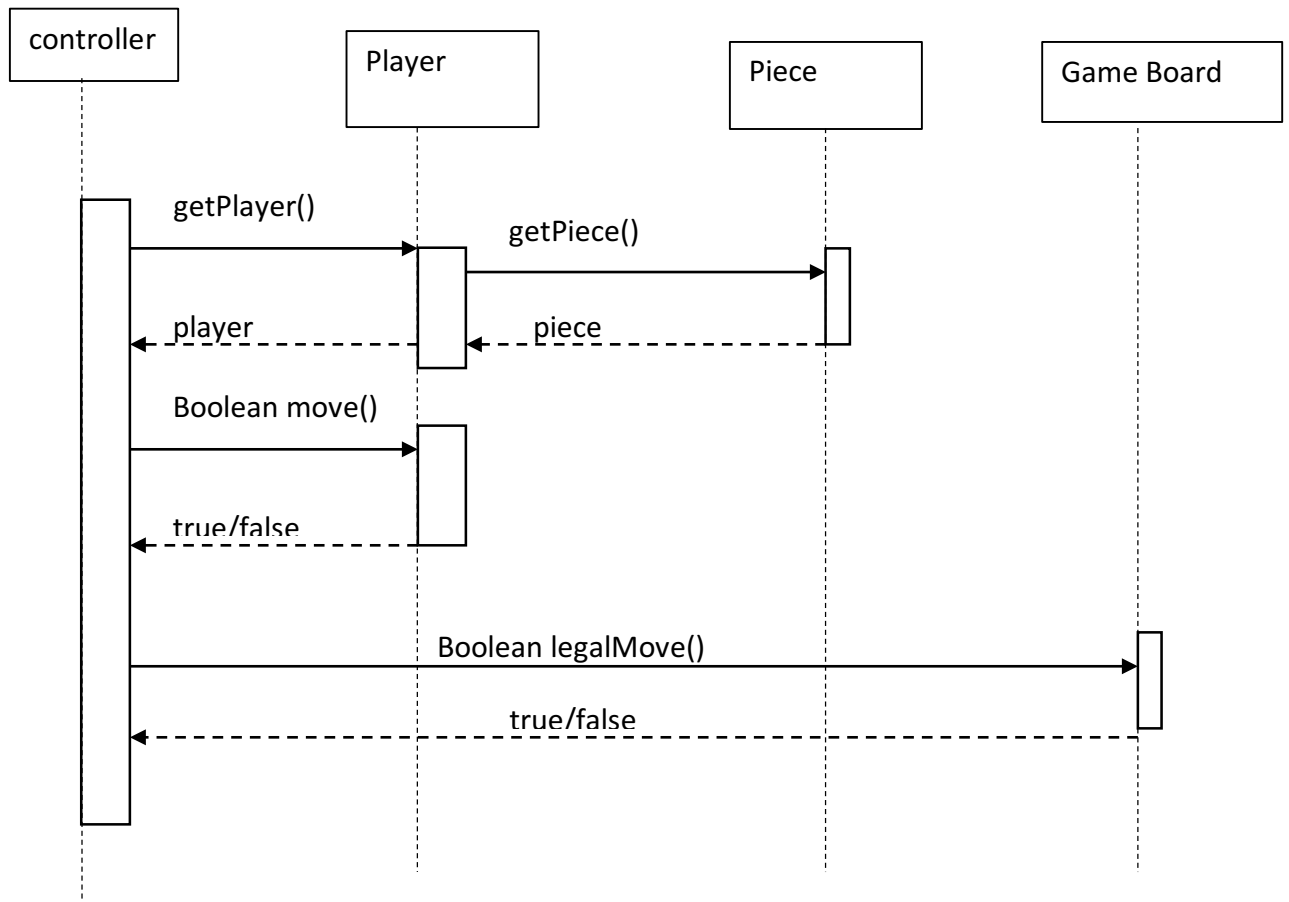 controller
Player
Piece
Game Board
getPlayer()
getPiece()
player
piece
Boolean move()
true/false
Boolean legalMove()
true/false